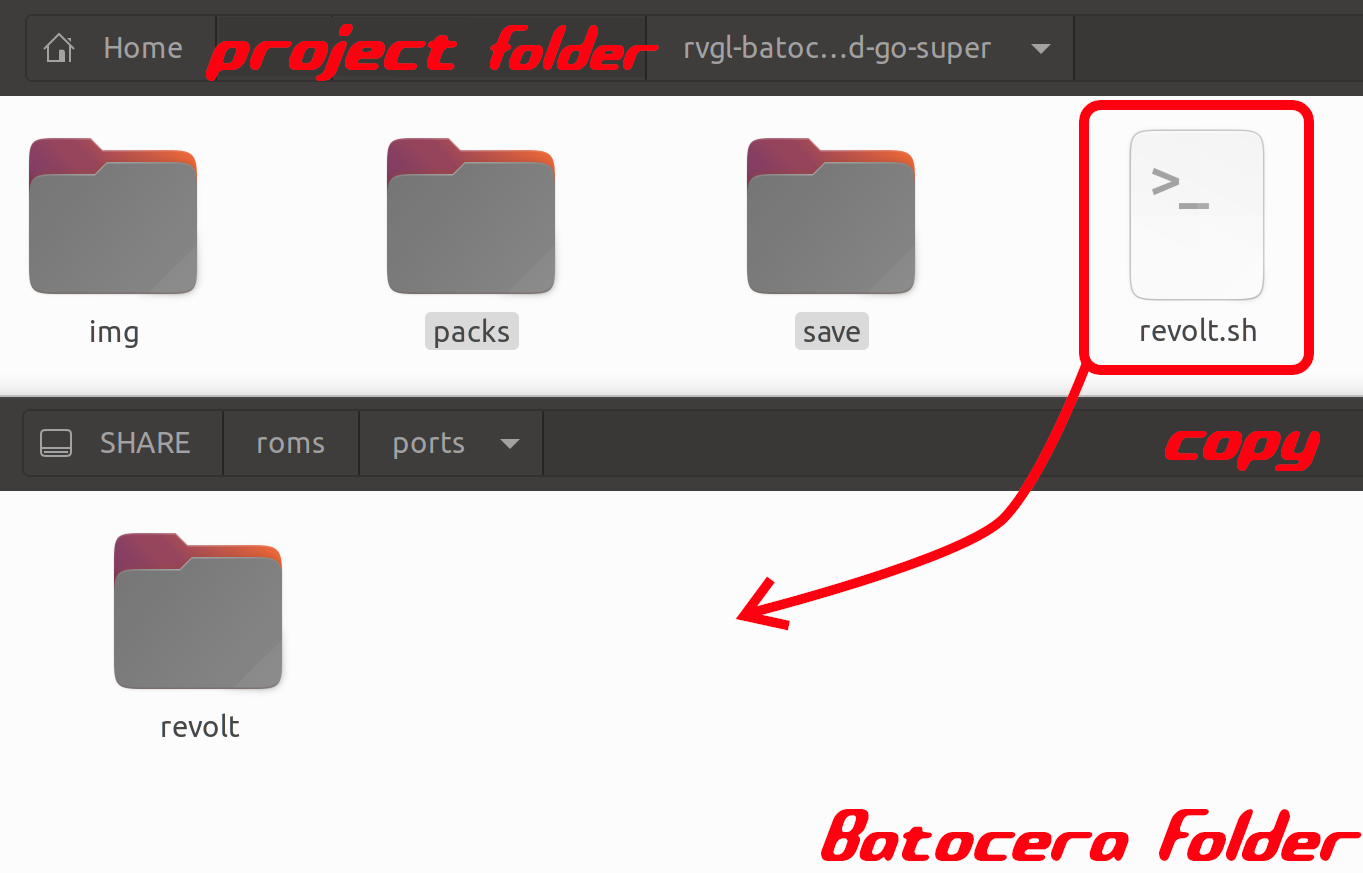 Home project folder rvgl-batoc...d-go-super
>_
img packs save revolt.sh
SHARE roms ports copy
revolt
Batocera Folder